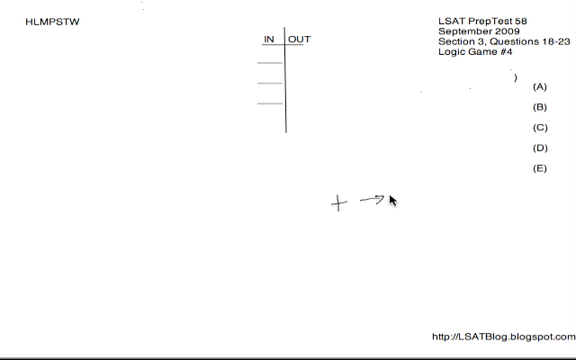 HLMPSTW
IN OUT
LSAT PrepTest 58
September 2009
Section 3, Questions 18-23
Logic Game #4
)
(A)
(B)
(C)
(D)
(E)
+ →
http://LSATBlog.blogspot.com